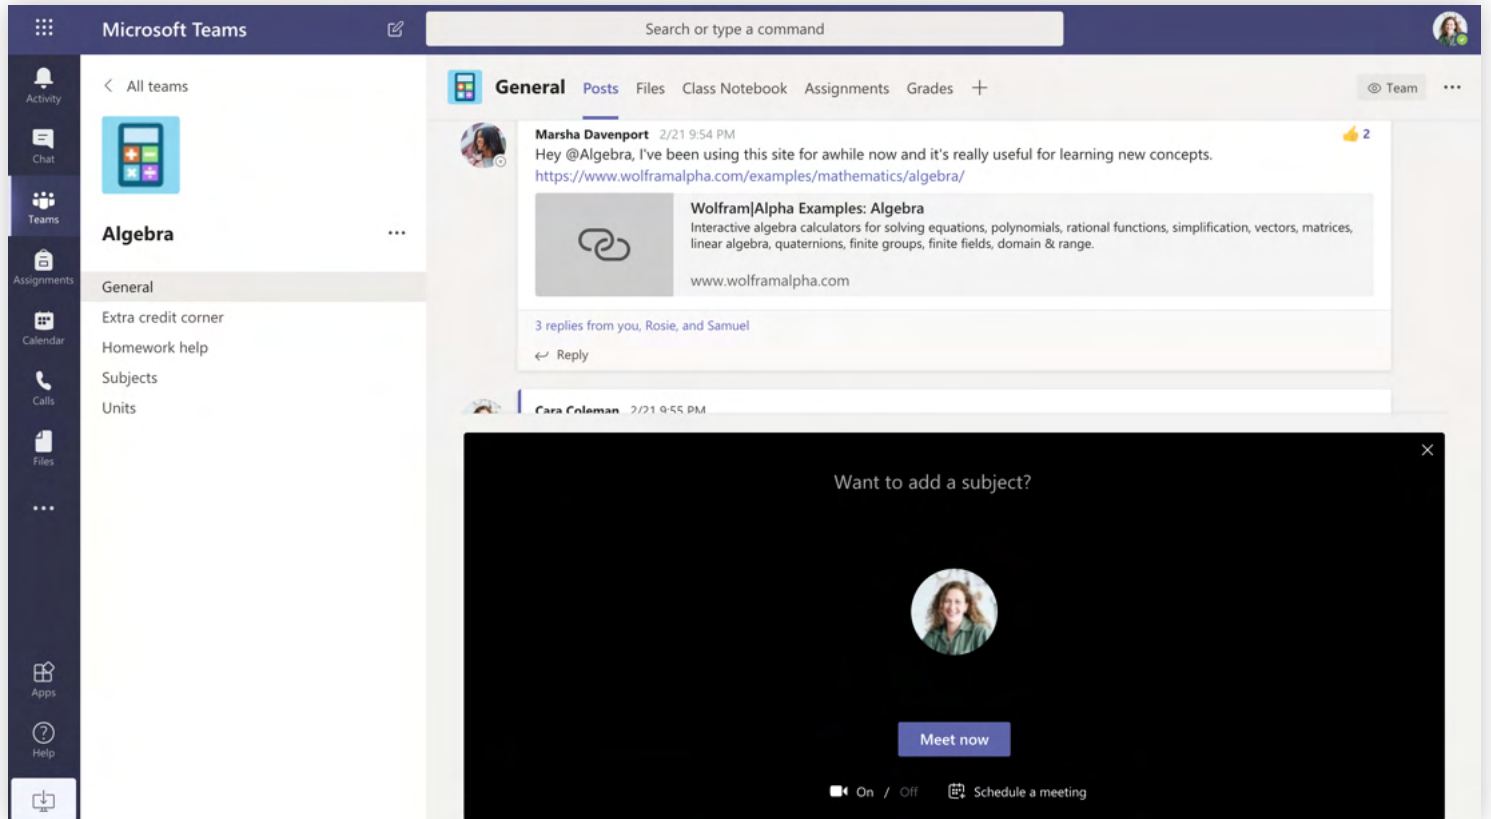 Microsoft Teams
Search or type a command
Activity
Chat
Teams
Assignments
Calendar
Calls
Files
Apps
Help
All teams
Algebra
General
Extra credit corner
Homework help
Subjects
Units
General Posts Files Class Notebook Assignments Grades
Team
Marsha Davenport 2/21 9:54 PM
2
Hey @Algebra, I've been using this site for awhile now and it's really useful for learning new concepts.
https://www.wolframalpha.com/examples/mathematics/algebra/
Wolfram|Alpha Examples: Algebra
Interactive algebra calculators for solving equations, polynomials, rational functions, simplification, vectors, matrices,
linear algebra, quaternions, finite groups, finite fields, domain & range.
www.wolframalpha.com
3 replies from you, Rosie, and Samuel
Reply
Cara Coleman 2/21 9:55 PM
Want to add a subject?
Meet now
On / Off
Schedule a meeting